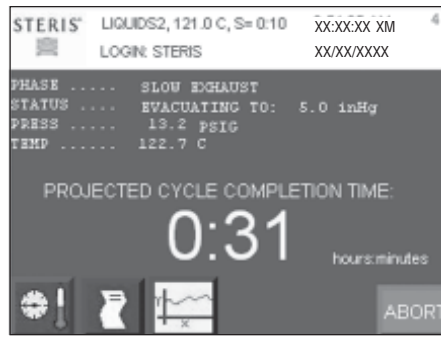 STERIS LIQUIDS2, 121.0 C, S= 0:10 XX:XX:XX XM 4
LOGIN: STERIS XX/XX/XXXX
PHASE ..... SLOW EXHAUST
STATUS .... EVACUATING TO: 5.0 inHg
PRESS ..... 13.2 PSIG
TEMP ...... 122.7 C
PROJECTED CYCLE COMPLETION TIME:
0:31
hours:minutes
X
ABORT